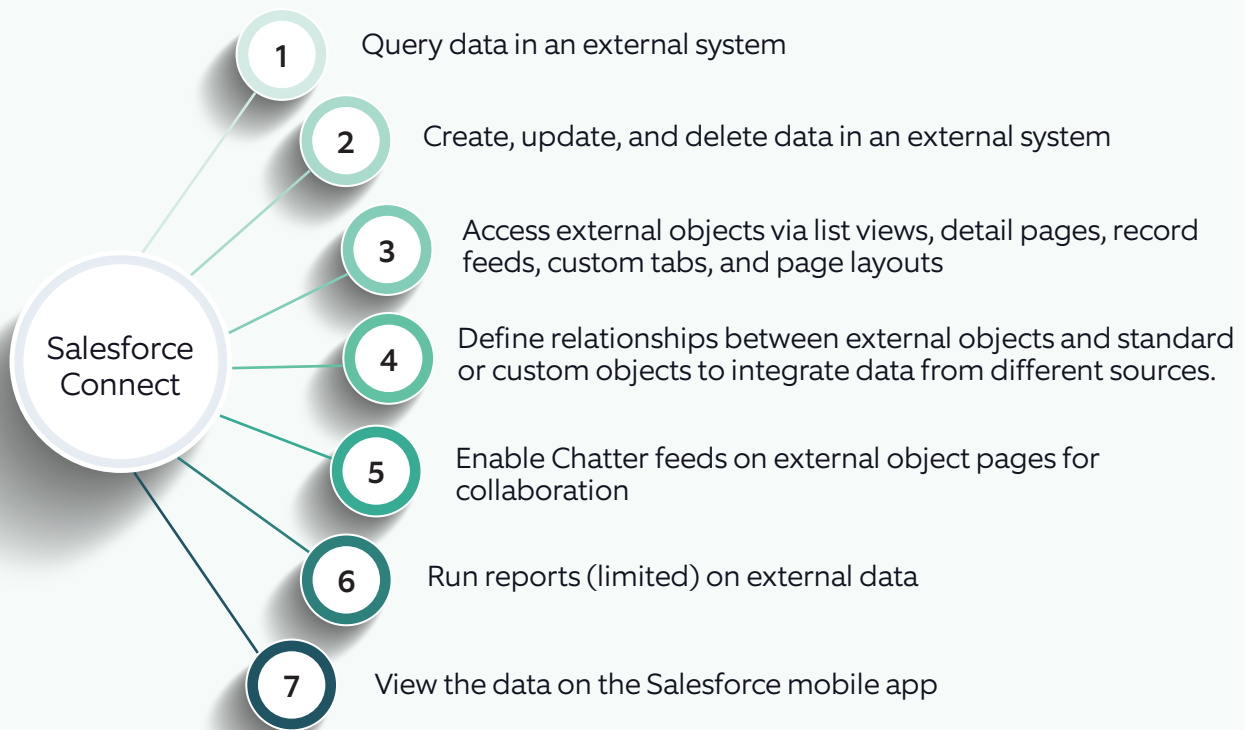 Salesforce
Connect
1
Query data in an external system
2
Create, update, and delete data in an external system
3
Access external objects via list views, detail pages, record
feeds, custom tabs, and page layouts
4
Define relationships between external objects and standard
or custom objects to integrate data from different sources.
5
Enable Chatter feeds on external object pages for
collaboration
6
Run reports (limited) on external data
7
View the data on the Salesforce mobile app